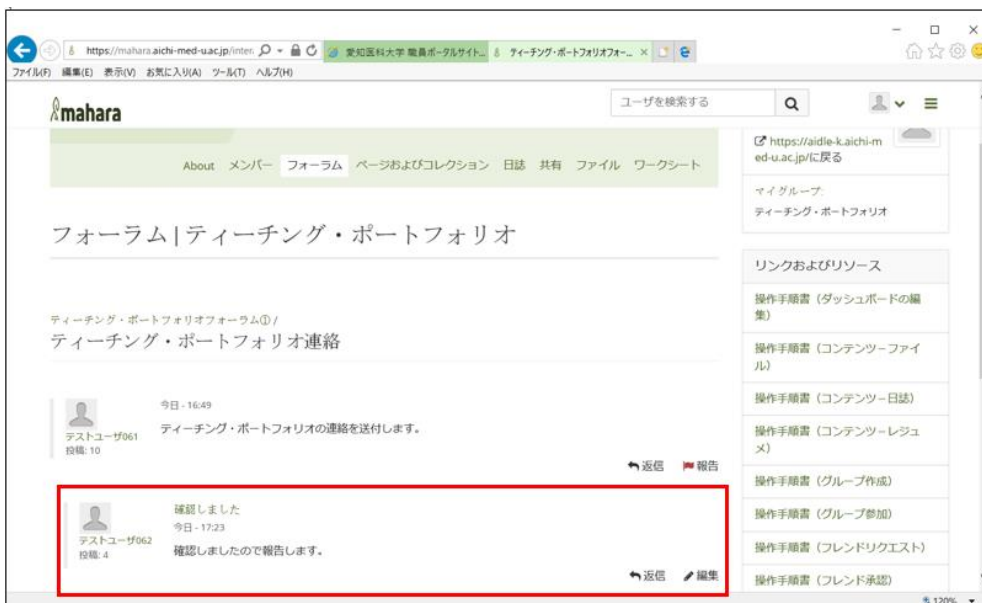 https://mahara.aichi-med-u.ac.jp/inter
愛知医科大学 職員ポータルサイト...
ティーチング・ポートフォリオフォー...
ファイル(F) 編集(E) 表示(V) お気に入り(A) ツール(T) ヘルプ(H)
mahara
ユーザを検索する
About メンバー フォーラム ページおよびコレクション 日誌 共有 ファイル ワークシート
フォーラム | ティーチング・ポートフォリオ
ティーチング・ポートフォリオフォーラム① /
ティーチング・ポートフォリオ連絡
今日 - 16:49
ティーチング・ポートフォリオの連絡を送付します。
テストユーザ061
投稿: 10
返信 報告
確認しました
今日 - 17:23
確認しましたので報告します。
テストユーザ062
投稿: 4
返信 編集
https://aidle-k.aichi-m
ed-u.ac.jp/に戻る
マイグループ:
ティーチング・ポートフォリオ
リンクおよびリソース
操作手順書（ダッシュボードの編
集）
操作手順書（コンテンツ－ファイ
ル）
操作手順書（コンテンツ－日誌）
操作手順書（コンテンツ－レジュ
メ）
操作手順書（グループ作成）
操作手順書（グループ参加）
操作手順書（フレンドリクエスト）
操作手順書（フレンド承認）
120%